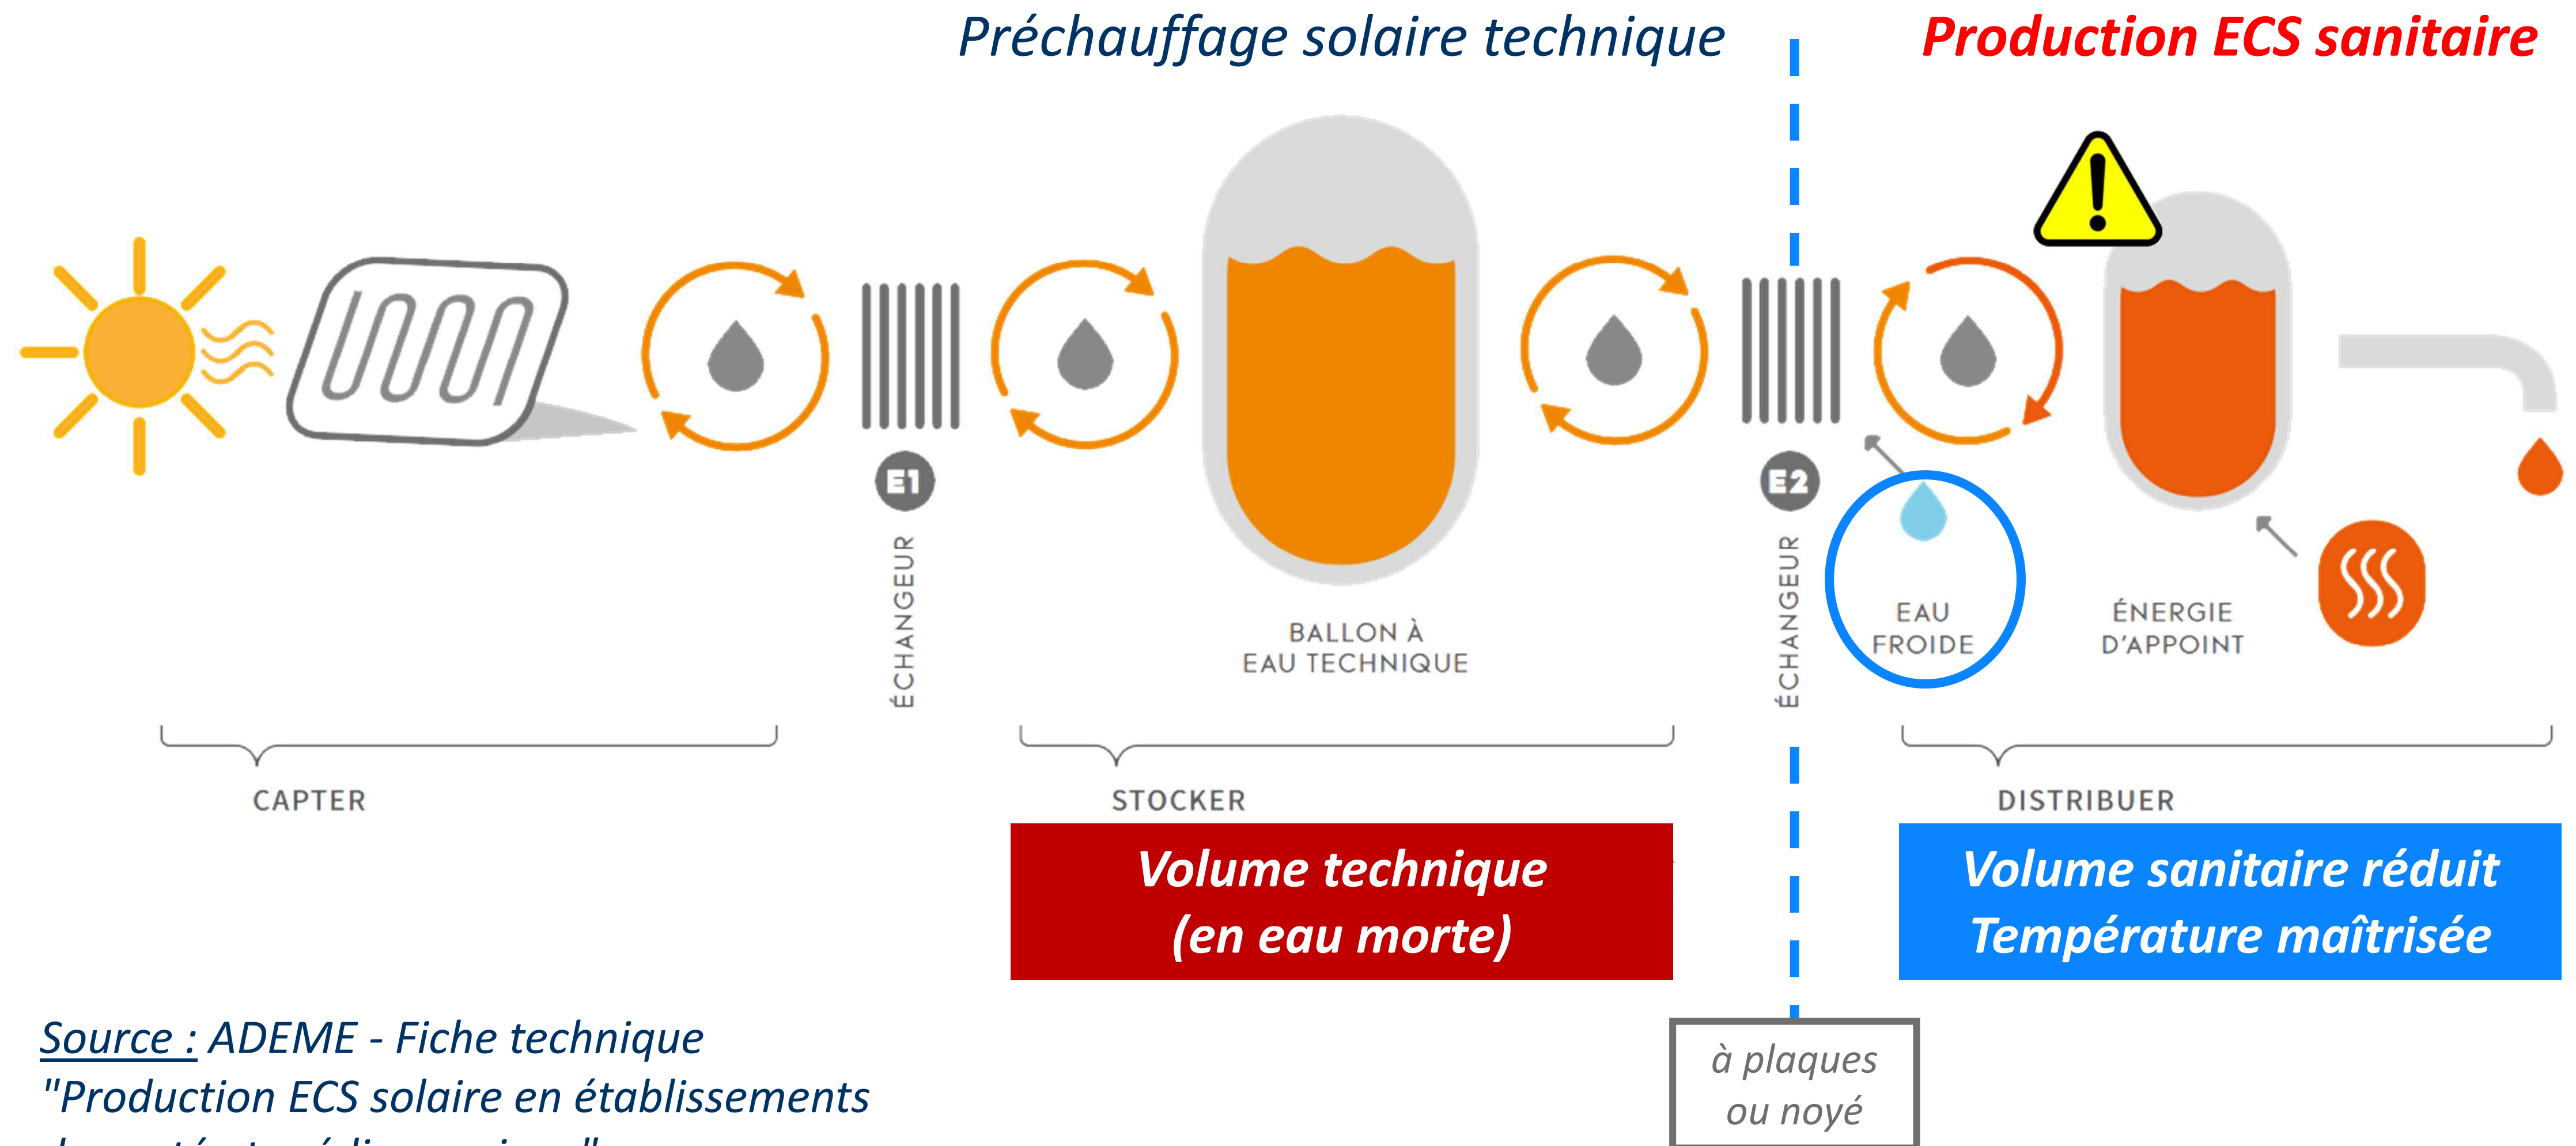 Préchauffage solaire technique
Production ECS sanitaire
E1
ÉCHANGEUR
BALLON À
EAU TECHNIQUE
E2
ÉCHANGEUR
EAU
FROIDE
ÉNERGIE
D'APPOINT
CAPTER
STOCKER
DISTRIBUER
Volume technique
(en eau morte)
Volume sanitaire réduit
Température maîtrisée
Source : ADEME - Fiche technique
"Production ECS solaire en établissements
à plaques
ou noyé